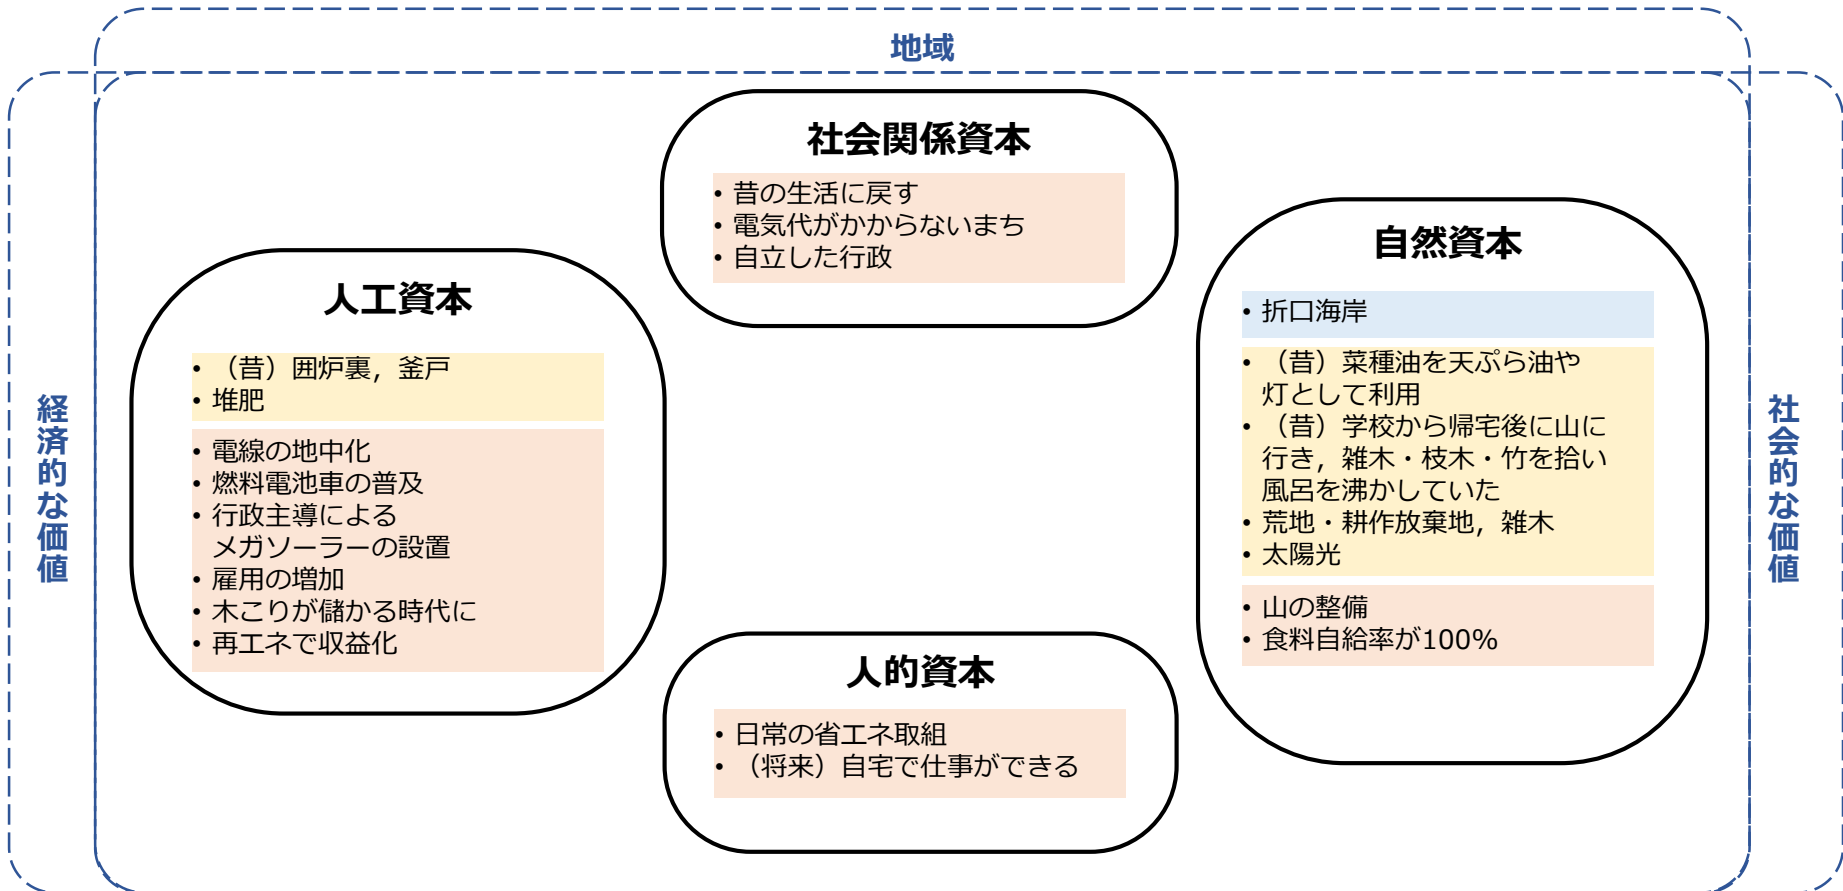 地域
経済的な価値
社会的な価値
社会関係資本
• 昔の生活に戻す
• 電気代がかからないまち
• 自立した行政
人工資本
• （昔）囲炉裏，釜戸
• 堆肥
• 電線の地中化
• 燃料電池車の普及
• 行政主導による
メガソーラーの設置
• 雇用の増加
• 木こりが儲かる時代に
• 再エネで収益化
自然資本
• 折口海岸
• （昔）菜種油を天ぷら油や
灯として利用
• （昔）学校から帰宅後に山に
行き，雑木・枝木・竹を拾い
風呂を沸かしていた
• 荒地・耕作放棄地，雑木
• 太陽光
• 山の整備
• 食料自給率が100%
人的資本
• 日常の省エネ取組
• （将来）自宅で仕事ができる